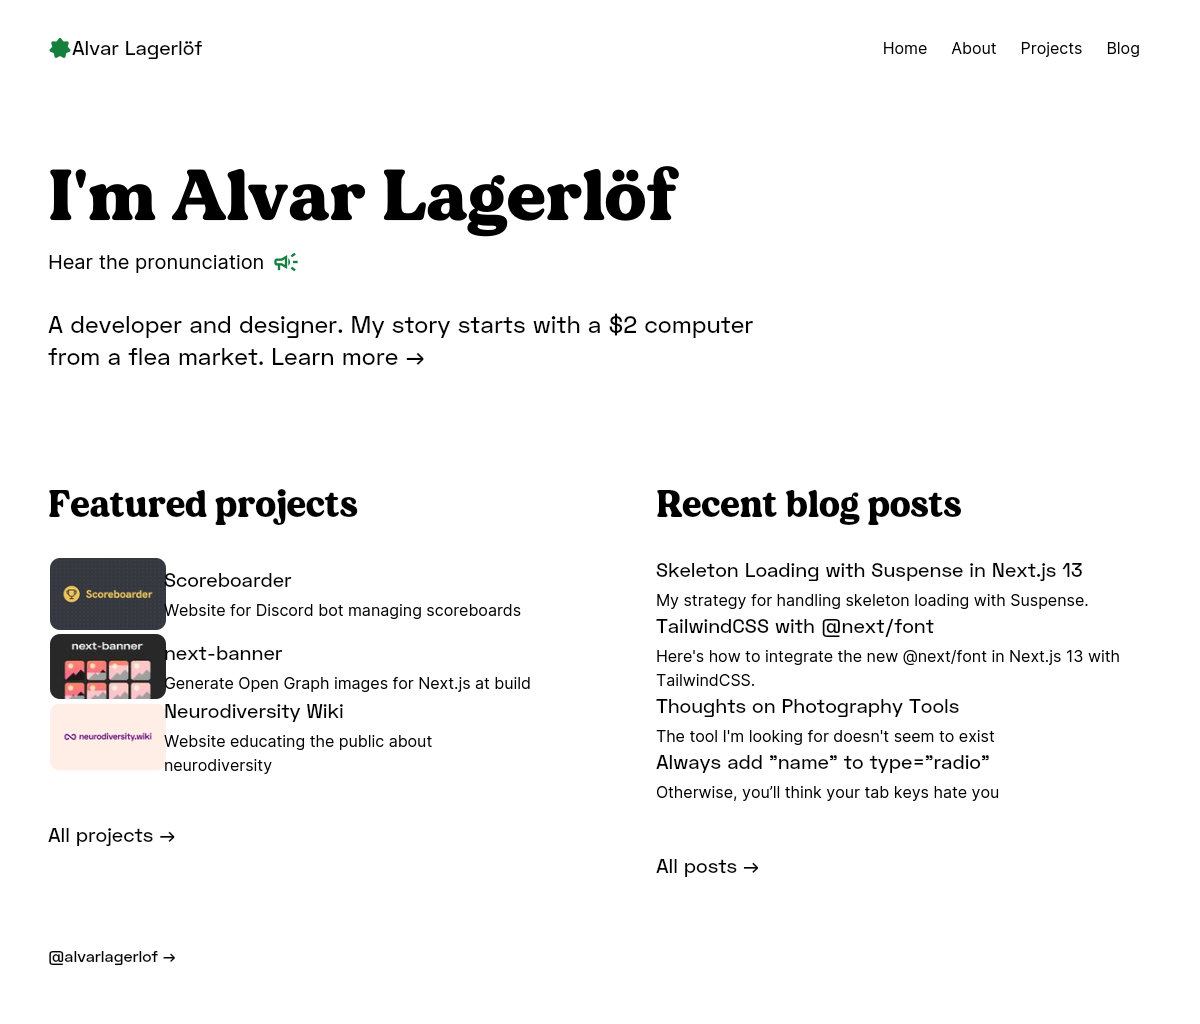 Alvar Lagerlöf
Home About Projects Blog
I'm Alvar Lagerlöf
Hear the pronunciation
A developer and designer. My story starts with a $2 computer
from a flea market. Learn more →
Featured projects
Scoreboarder
Scoreboarder
Website for Discord bot managing scoreboards
next-banner
next-banner
Generate Open Graph images for Next.js at build
neurodiversity.wiki
Neurodiversity Wiki
Website educating the public about
neurodiversity
All projects →
Recent blog posts
Skeleton Loading with Suspense in Next.js 13
My strategy for handling skeleton loading with Suspense.
TailwindCSS with @next/font
Here's how to integrate the new @next/font in Next.js 13 with
TailwindCSS.
Thoughts on Photography Tools
The tool I'm looking for doesn't seem to exist
Always add ”name” to type=”radio”
Otherwise, you’ll think your tab keys hate you
All posts →
@alvarlagerlof →